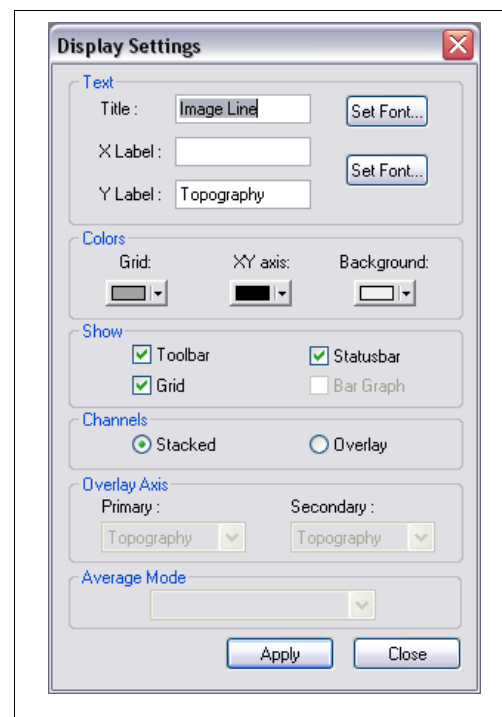 Display Settings
Text
Title : Image Line Set Font...
X Label :
Set Font...
Y Label : Topography
Colors
Grid: XY axis: Background:
Show
Toolbar Statusbar
Grid Bar Graph
Channels
Stacked Overlay
Overlay Axis
Primary : Secondary :
Topography Topography
Average Mode
Apply Close